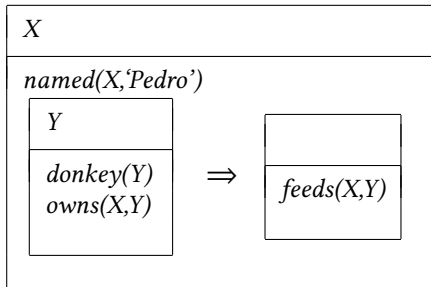 X
named(X,‘Pedro’)
Y
donkey(Y)
owns(X,Y)
⇒
feeds(X,Y)